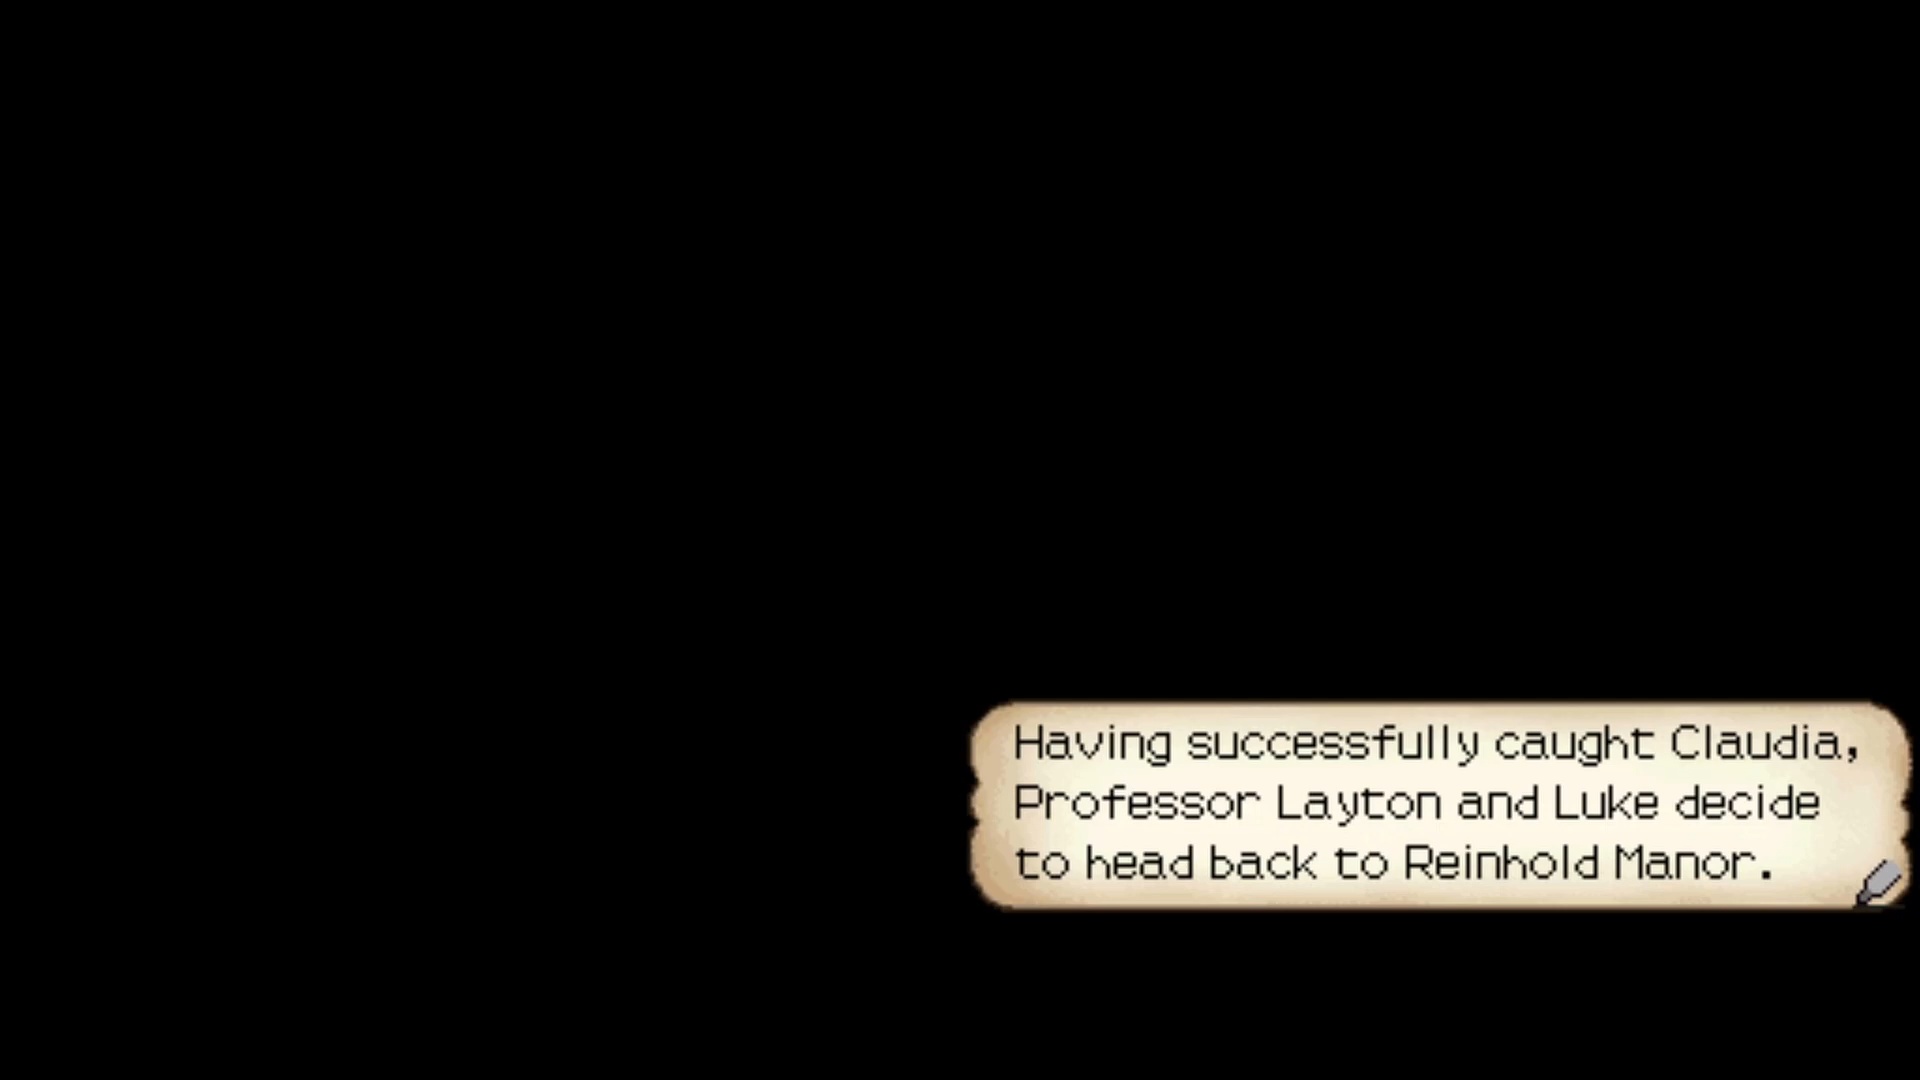 Having successfully caught Claudia,
Professor Layton and Luke decide
to head back to Reinhold Manor.